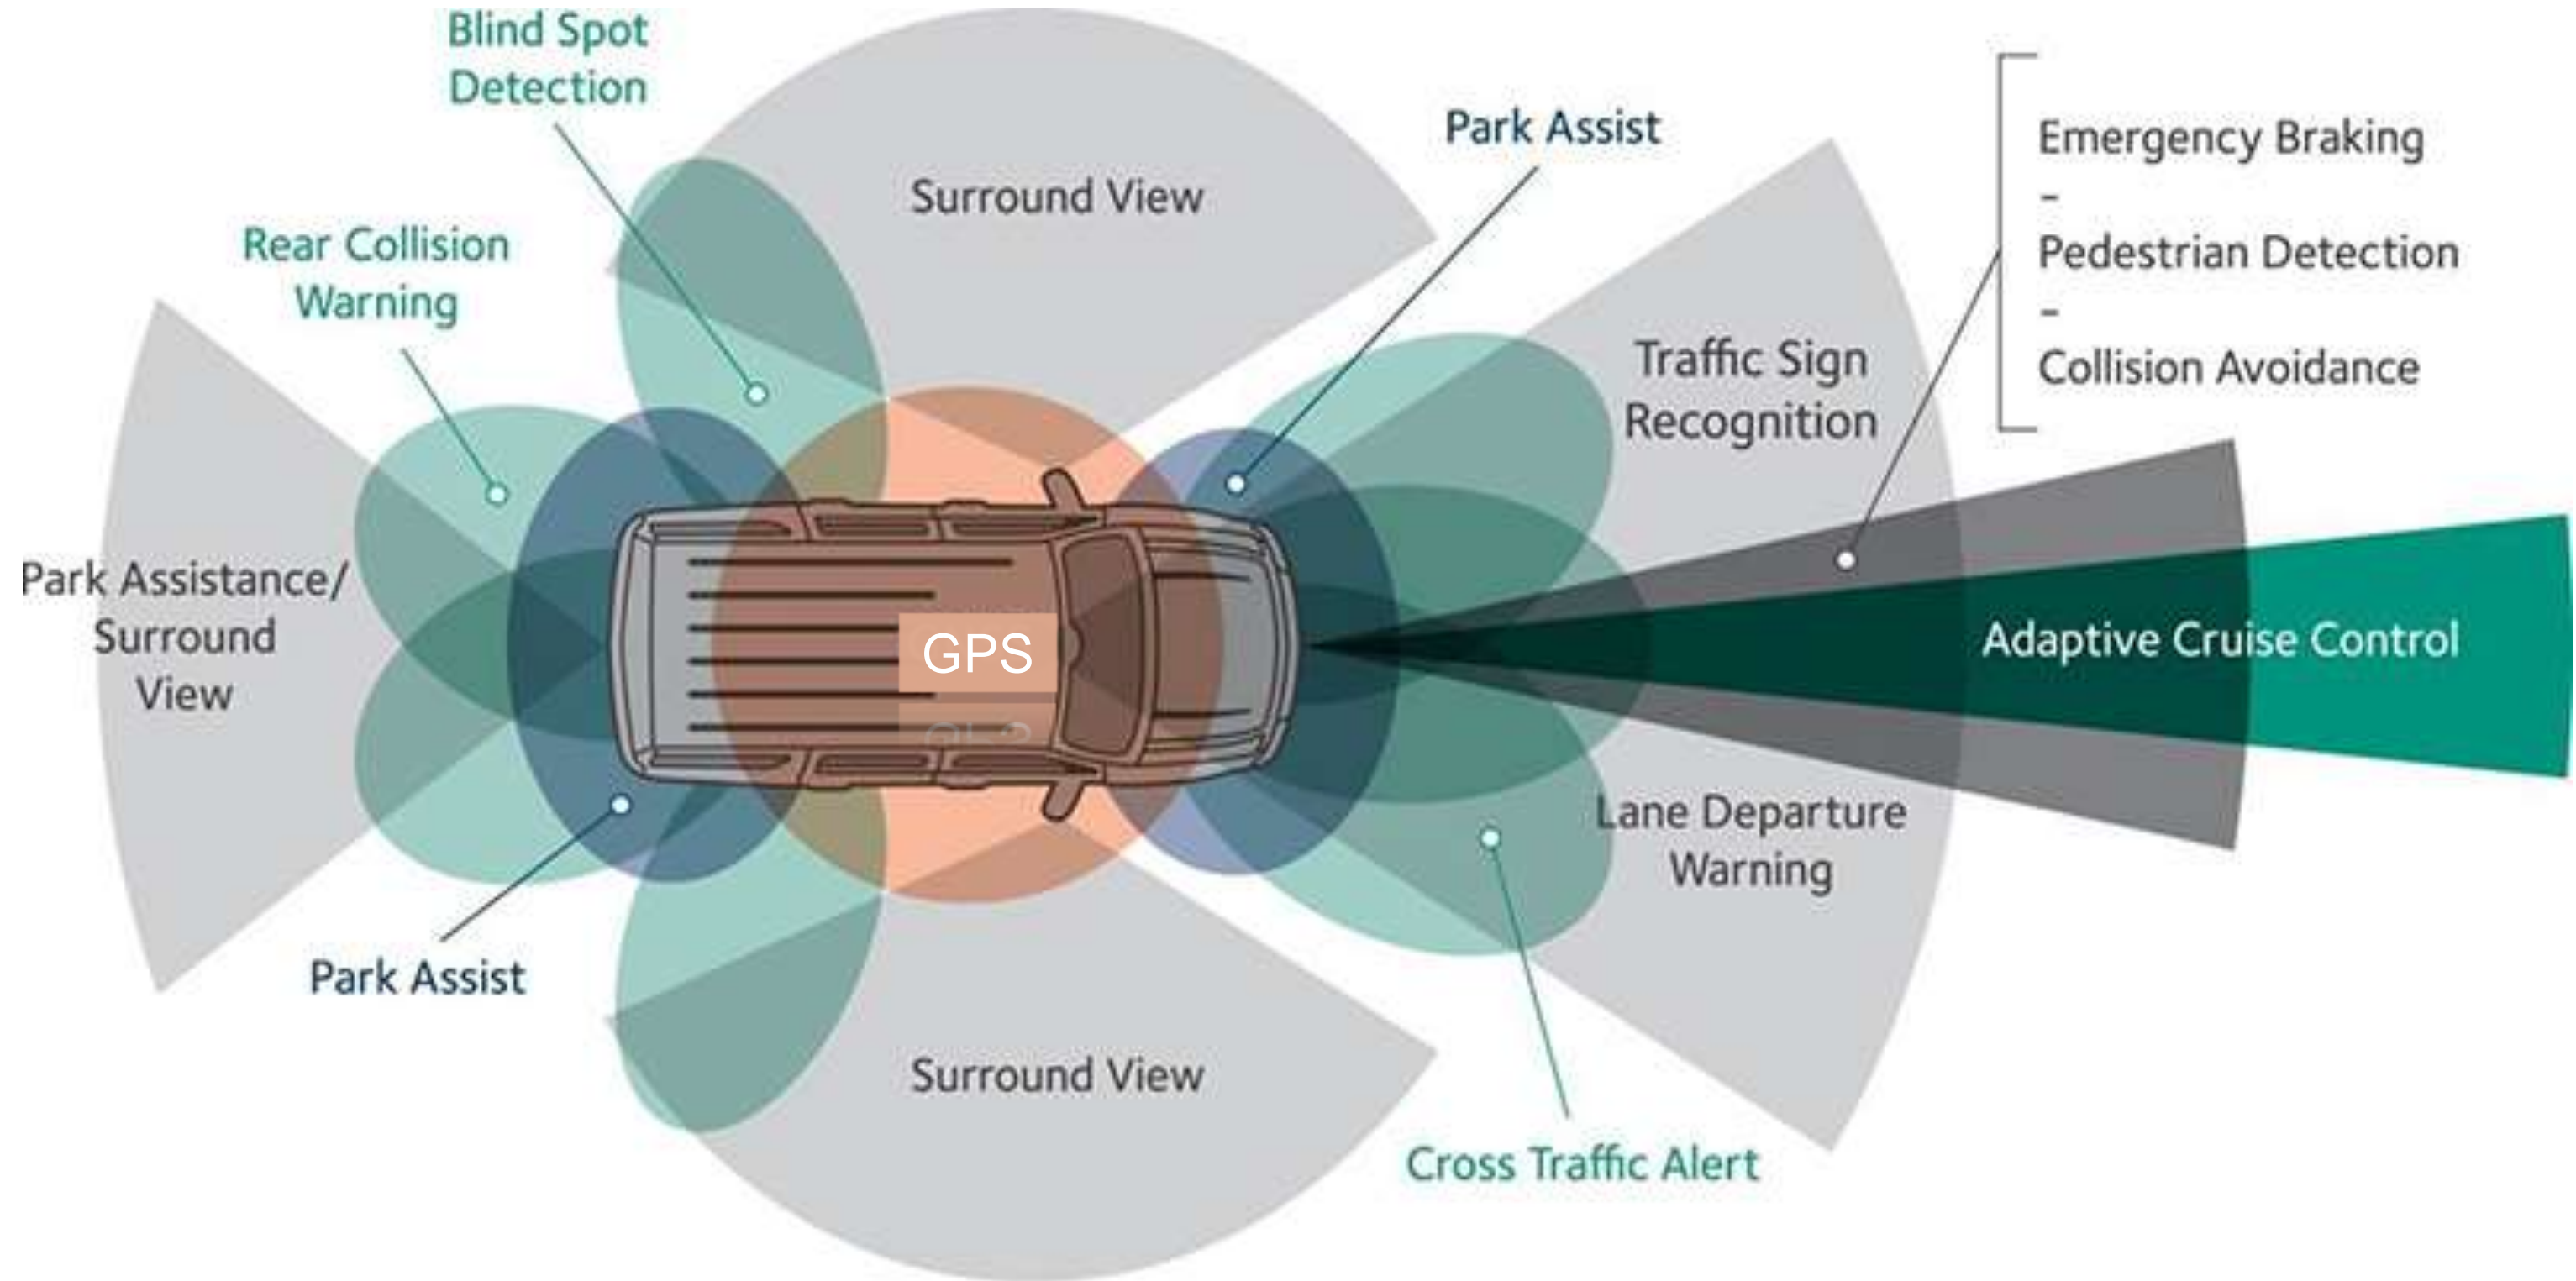 Blind Spot
Detection
Park Assist
Emergency Braking
–
Pedestrian Detection
–
Collision Avoidance
Surround View
Rear Collision
Warning
Traffic Sign
Recognition
Park Assistance/
Surround
View
GPS
Adaptive Cruise Control
Lane Departure
Warning
Park Assist
Surround View
Cross Traffic Alert